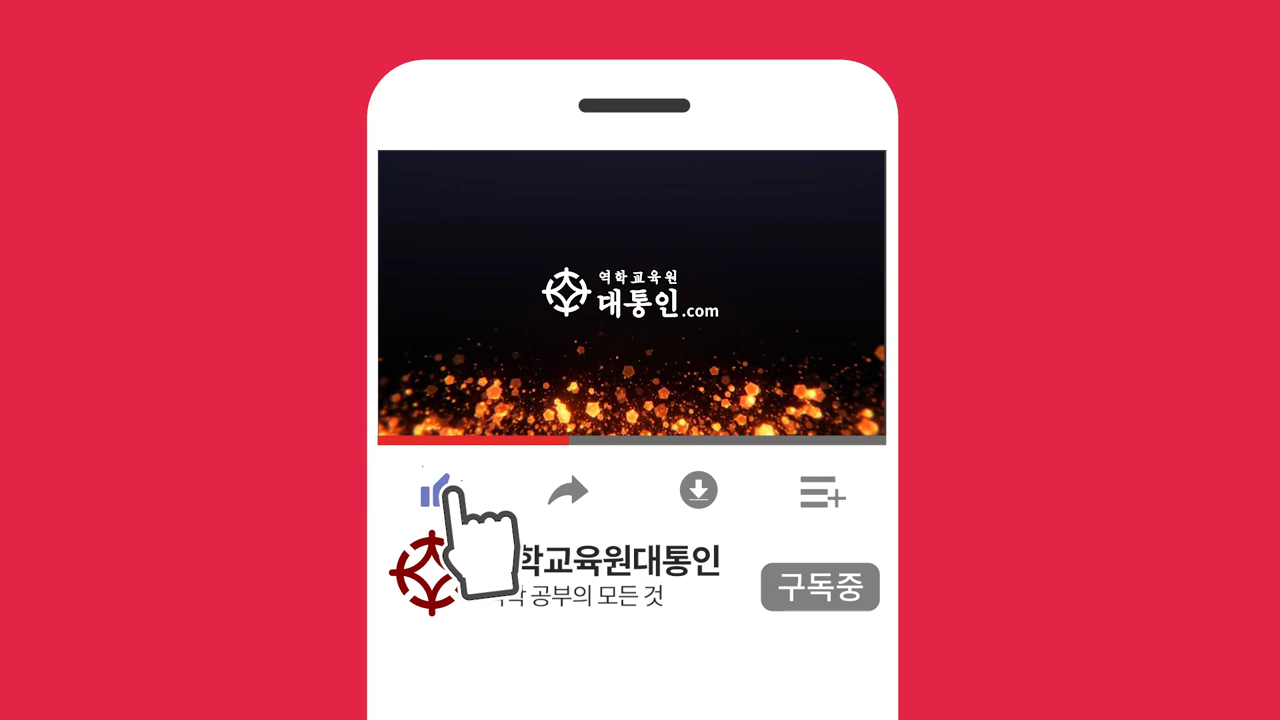 역학교육원
대통인.com
학교육원대통인
공부의 모든 것
구독중